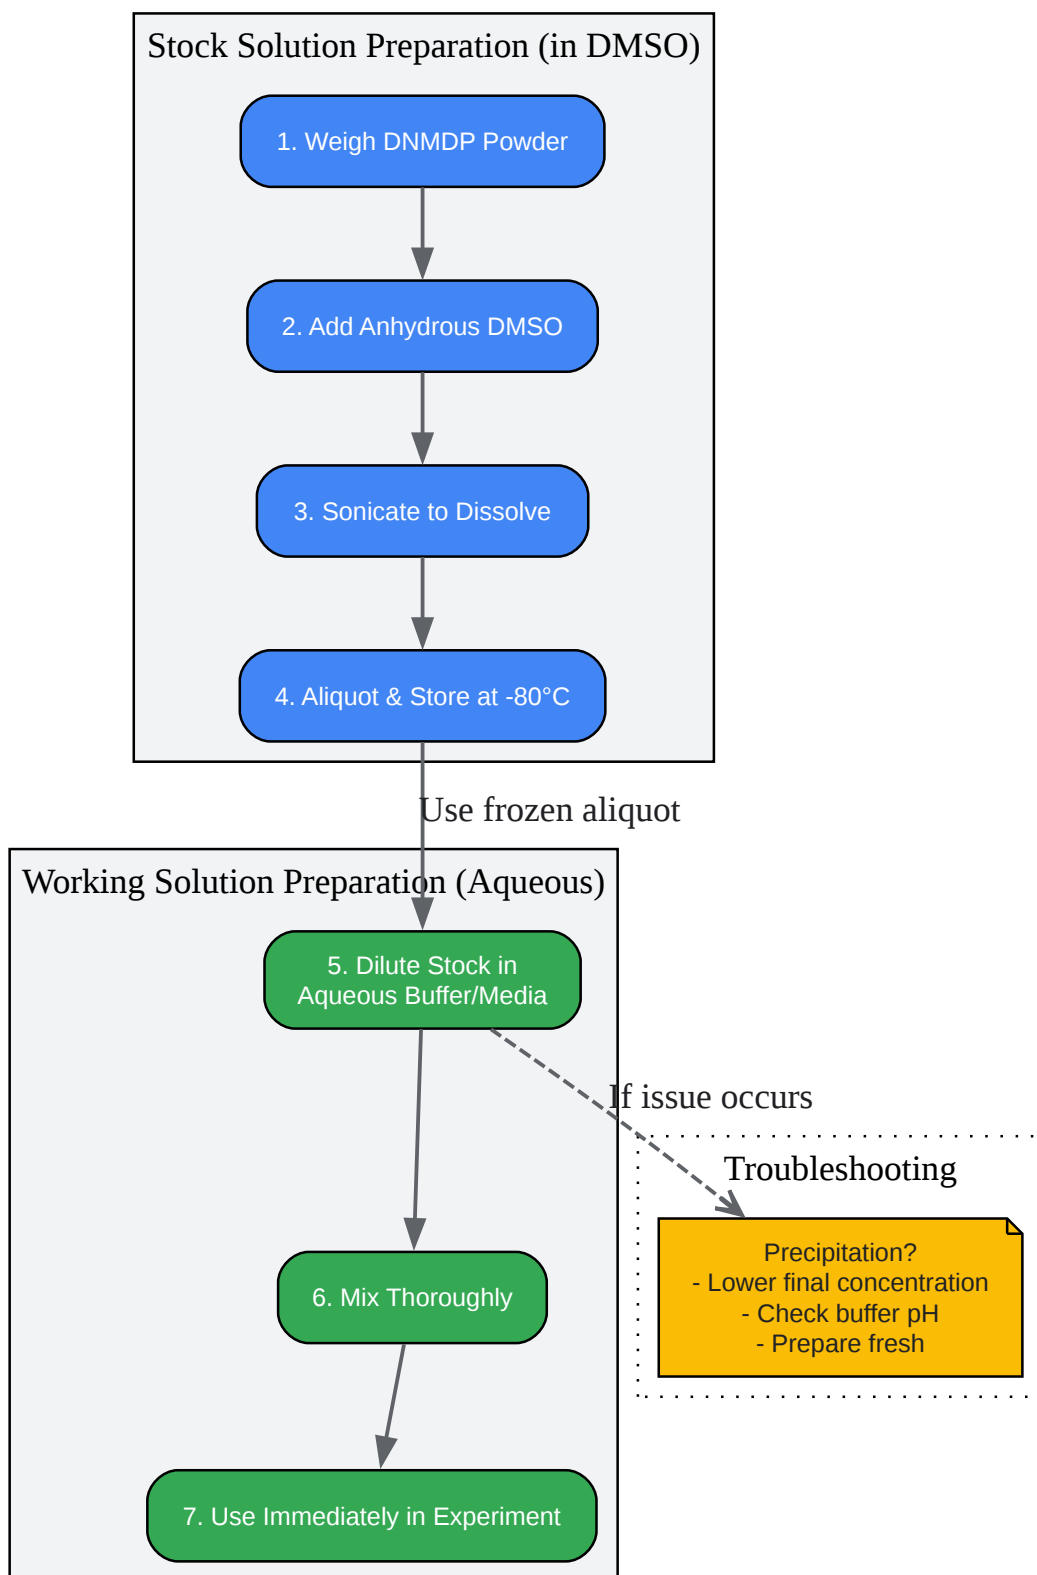 Stock Solution Preparation (in DMSO)
1. Weigh DNMDP Powder
2. Add Anhydrous DMSO
3. Sonicate to Dissolve
4. Aliquot & Store at -80°C
Use frozen aliquot
Working Solution Preparation (Aqueous)
5. Dilute Stock in
Aqueous Buffer/Media
If issue occurs
Troubleshooting
Precipitation?
- Lower final concentration
- Check buffer pH
- Prepare fresh
6. Mix Thoroughly
7. Use Immediately in Experiment